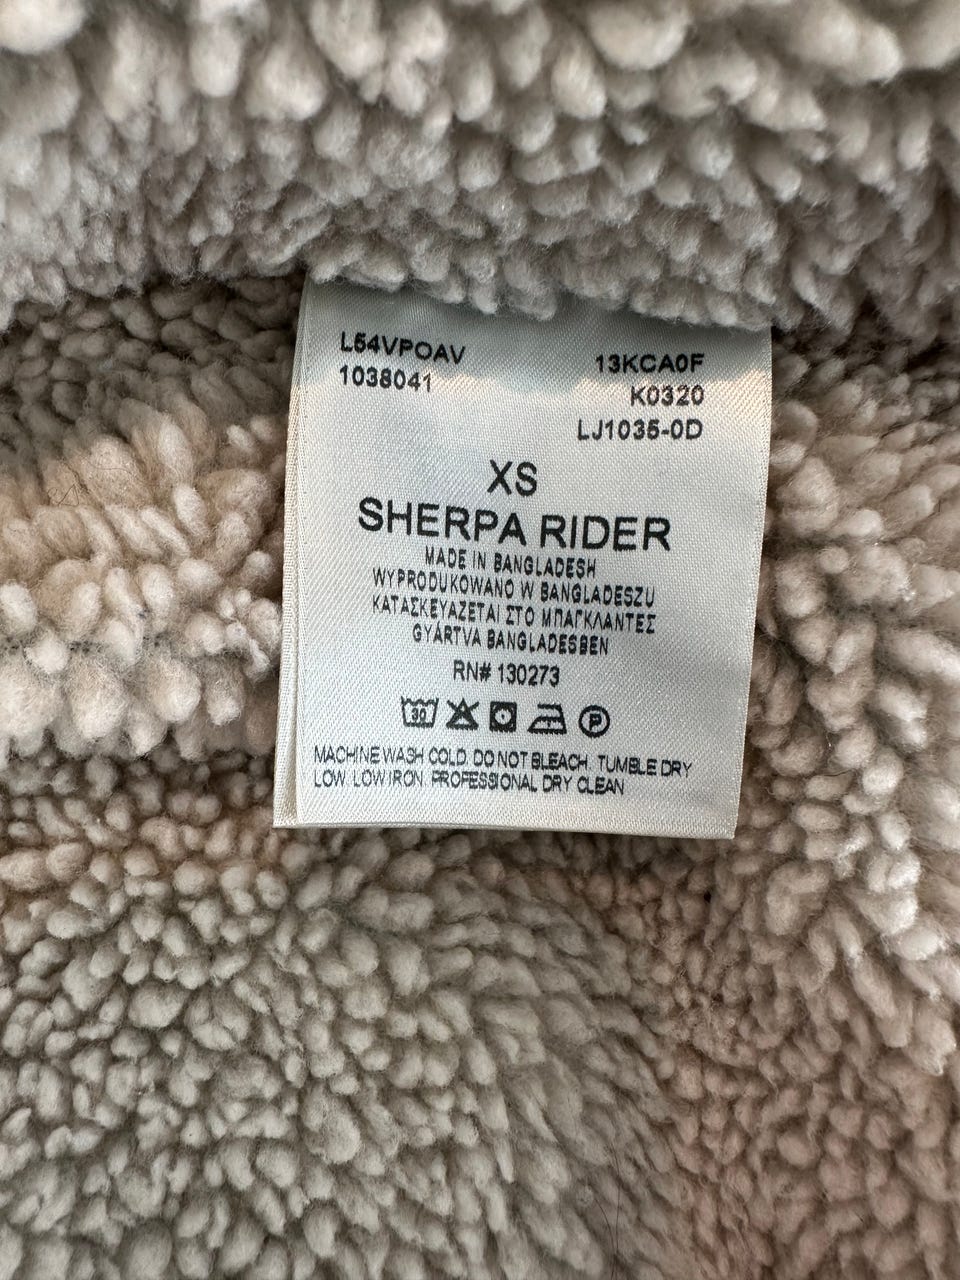 L54VPOAV
1038041
13KCA0F
K0320
LJ1035-0D
XS
SHERPA RIDER
MADE IN BANGLADESH
WYPRODUKOWANO W BANGLADESZU
ΚΑΤΑΣΚΕΥΑΖΕΤΑΙ ΣΤΟ ΜΠΑΓΚΛΑΝΤΕΣ
GYÁRTVA BANGLADESBEN
RN# 130273
30 P
MACHINE WASH COLD. DO NOT BLEACH. TUMBLE DRY
LOW. LOW IRON. PROFESSIONAL DRY CLEAN